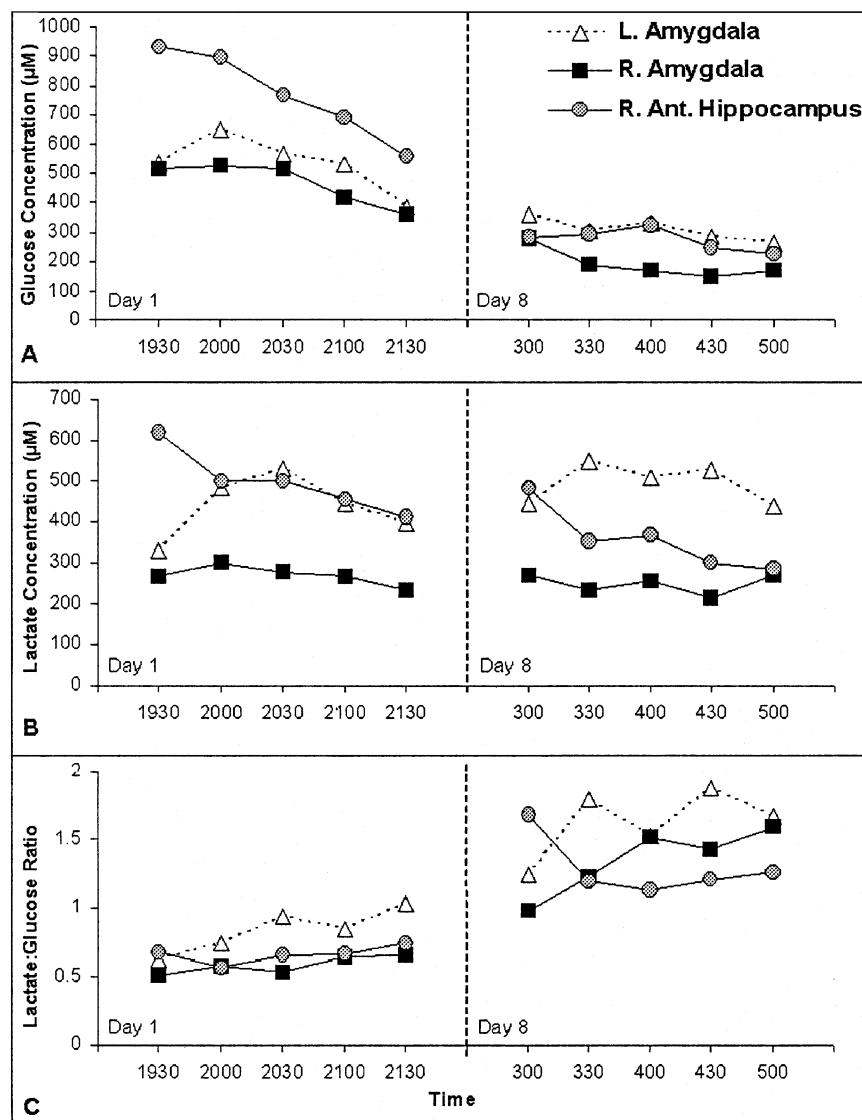 L. Amygdala
R. Amygdala
R. Ant. Hippocampus
Glucose Concentration (µM)
1000
900
800
700
600
500
400
300
200
100
0
Day 1
Day 8
1930 2000 2030 2100 2130 300 330 400 430 500
A
Lactate Concentration (µM)
700
600
500
400
300
200
100
0
Day 1
Day 8
1930 2000 2030 2100 2130 300 330 400 430 500
B
Lactate:Glucose Ratio
2
1.5
1
0.5
0
Day 1
Day 8
1930 2000 2030 2100 2130 300 330 400 430 500
Time
C